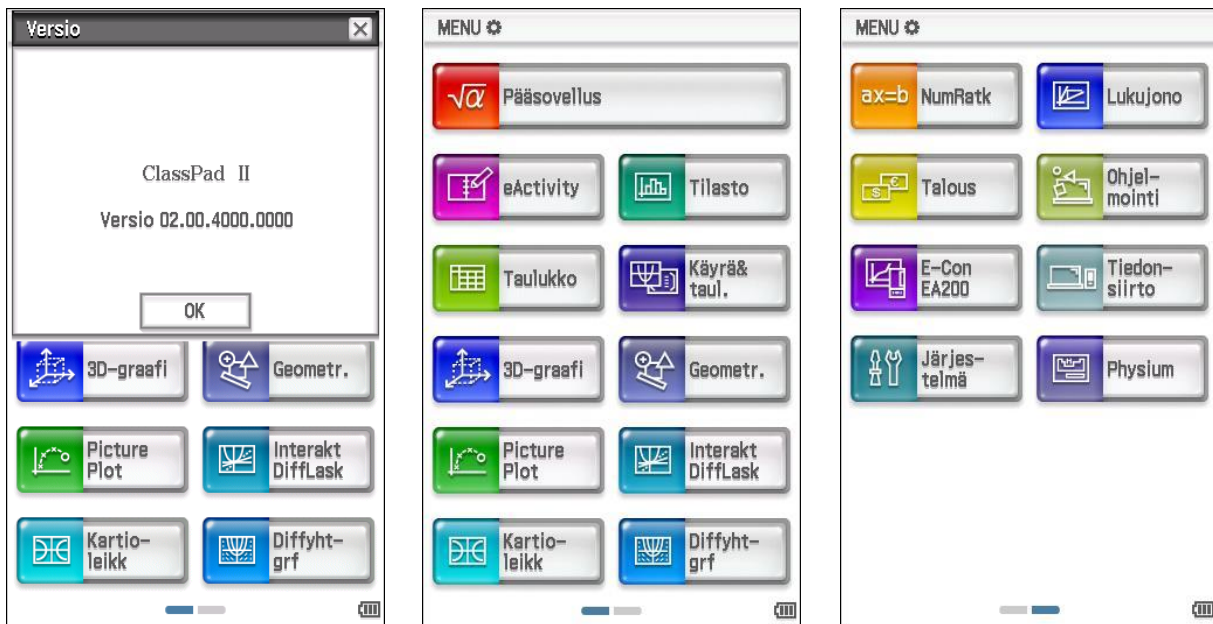 Versio
ClassPad II
Versio 02.00.4000.0000
OK
3D-graafi
Geometr.
Picture
Plot
Interakt
DiffLask
Kartio-
leikk
Diffyht-
grf
MENU
√α Pääsovellus
eActivity
Tilasto
Taulukko
Käyrä&
taul.
3D-graafi
Geometr.
Picture
Plot
Interakt
DiffLask
Kartio-
leikk
Diffyht-
grf
MENU
ax=b NumRatk
Lukujono
$ € Talous
Ohjel-
mointi
E-Con
EA200
Tiedon-
siirto
Järjes-
telmä
Physium